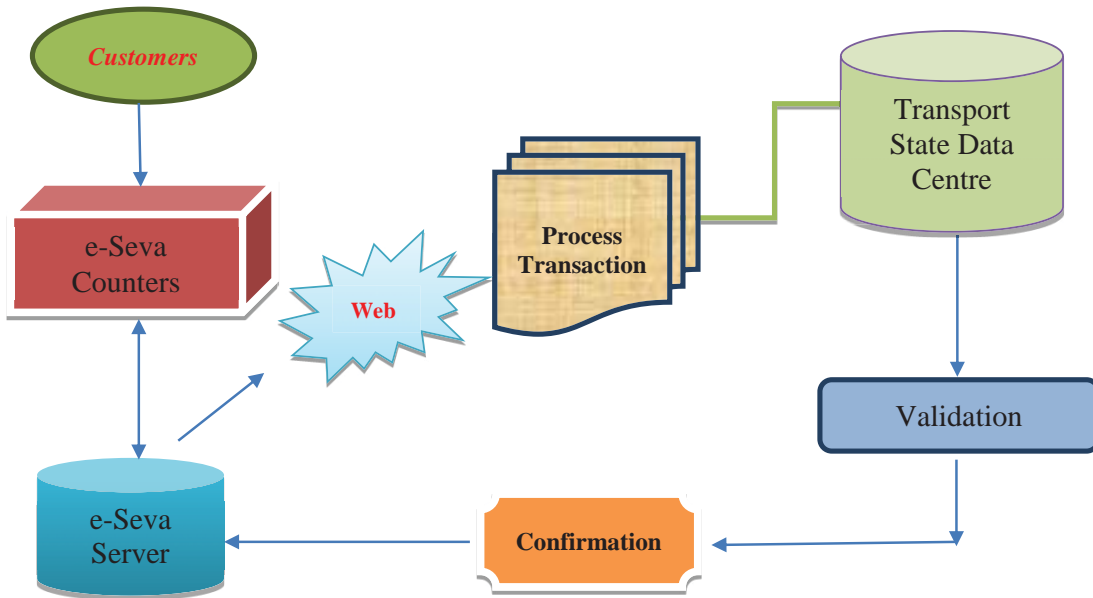 Customers
e-Seva
Counters
Web
Process
Transaction
Transport
State Data
Centre
Validation
Confirmation
e-Seva
Server